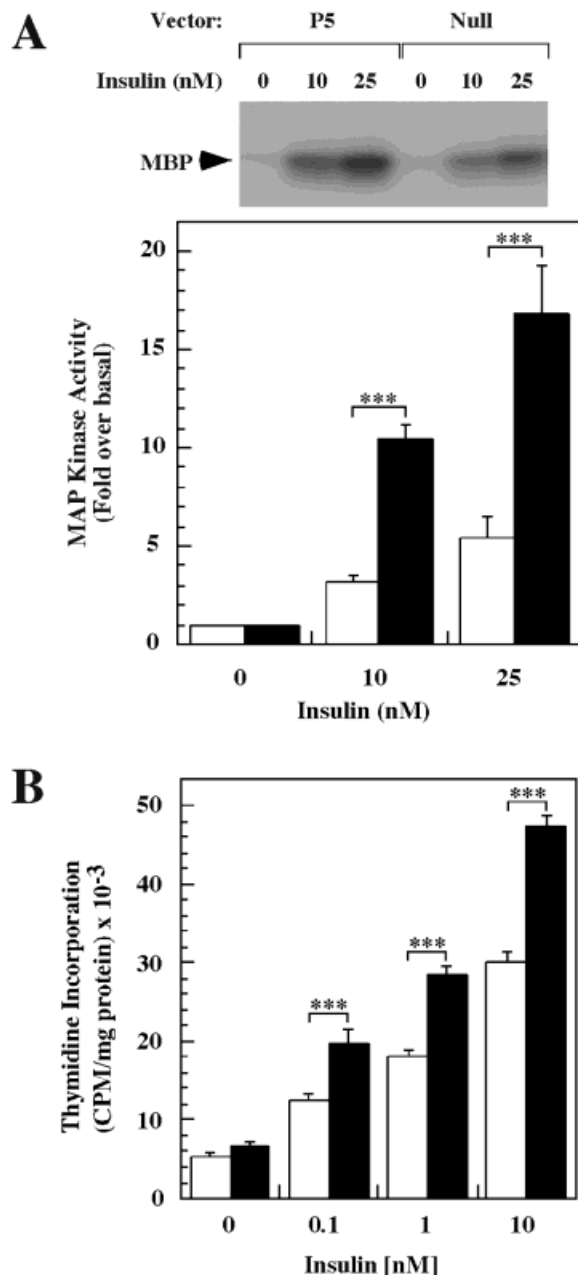 A
Vector: P5 Null
Insulin (nM) 0 10 25 0 10 25
MBP
MAP Kinase Activity
(Fold over basal)
20
15
10
5
0
***
***
0 10 25
Insulin (nM)
B
Thymidine Incorporation
(CPM/mg protein) x 10-3
50
40
30
20
10
0
***
***
***
0 0.1 1 10
Insulin [nM]